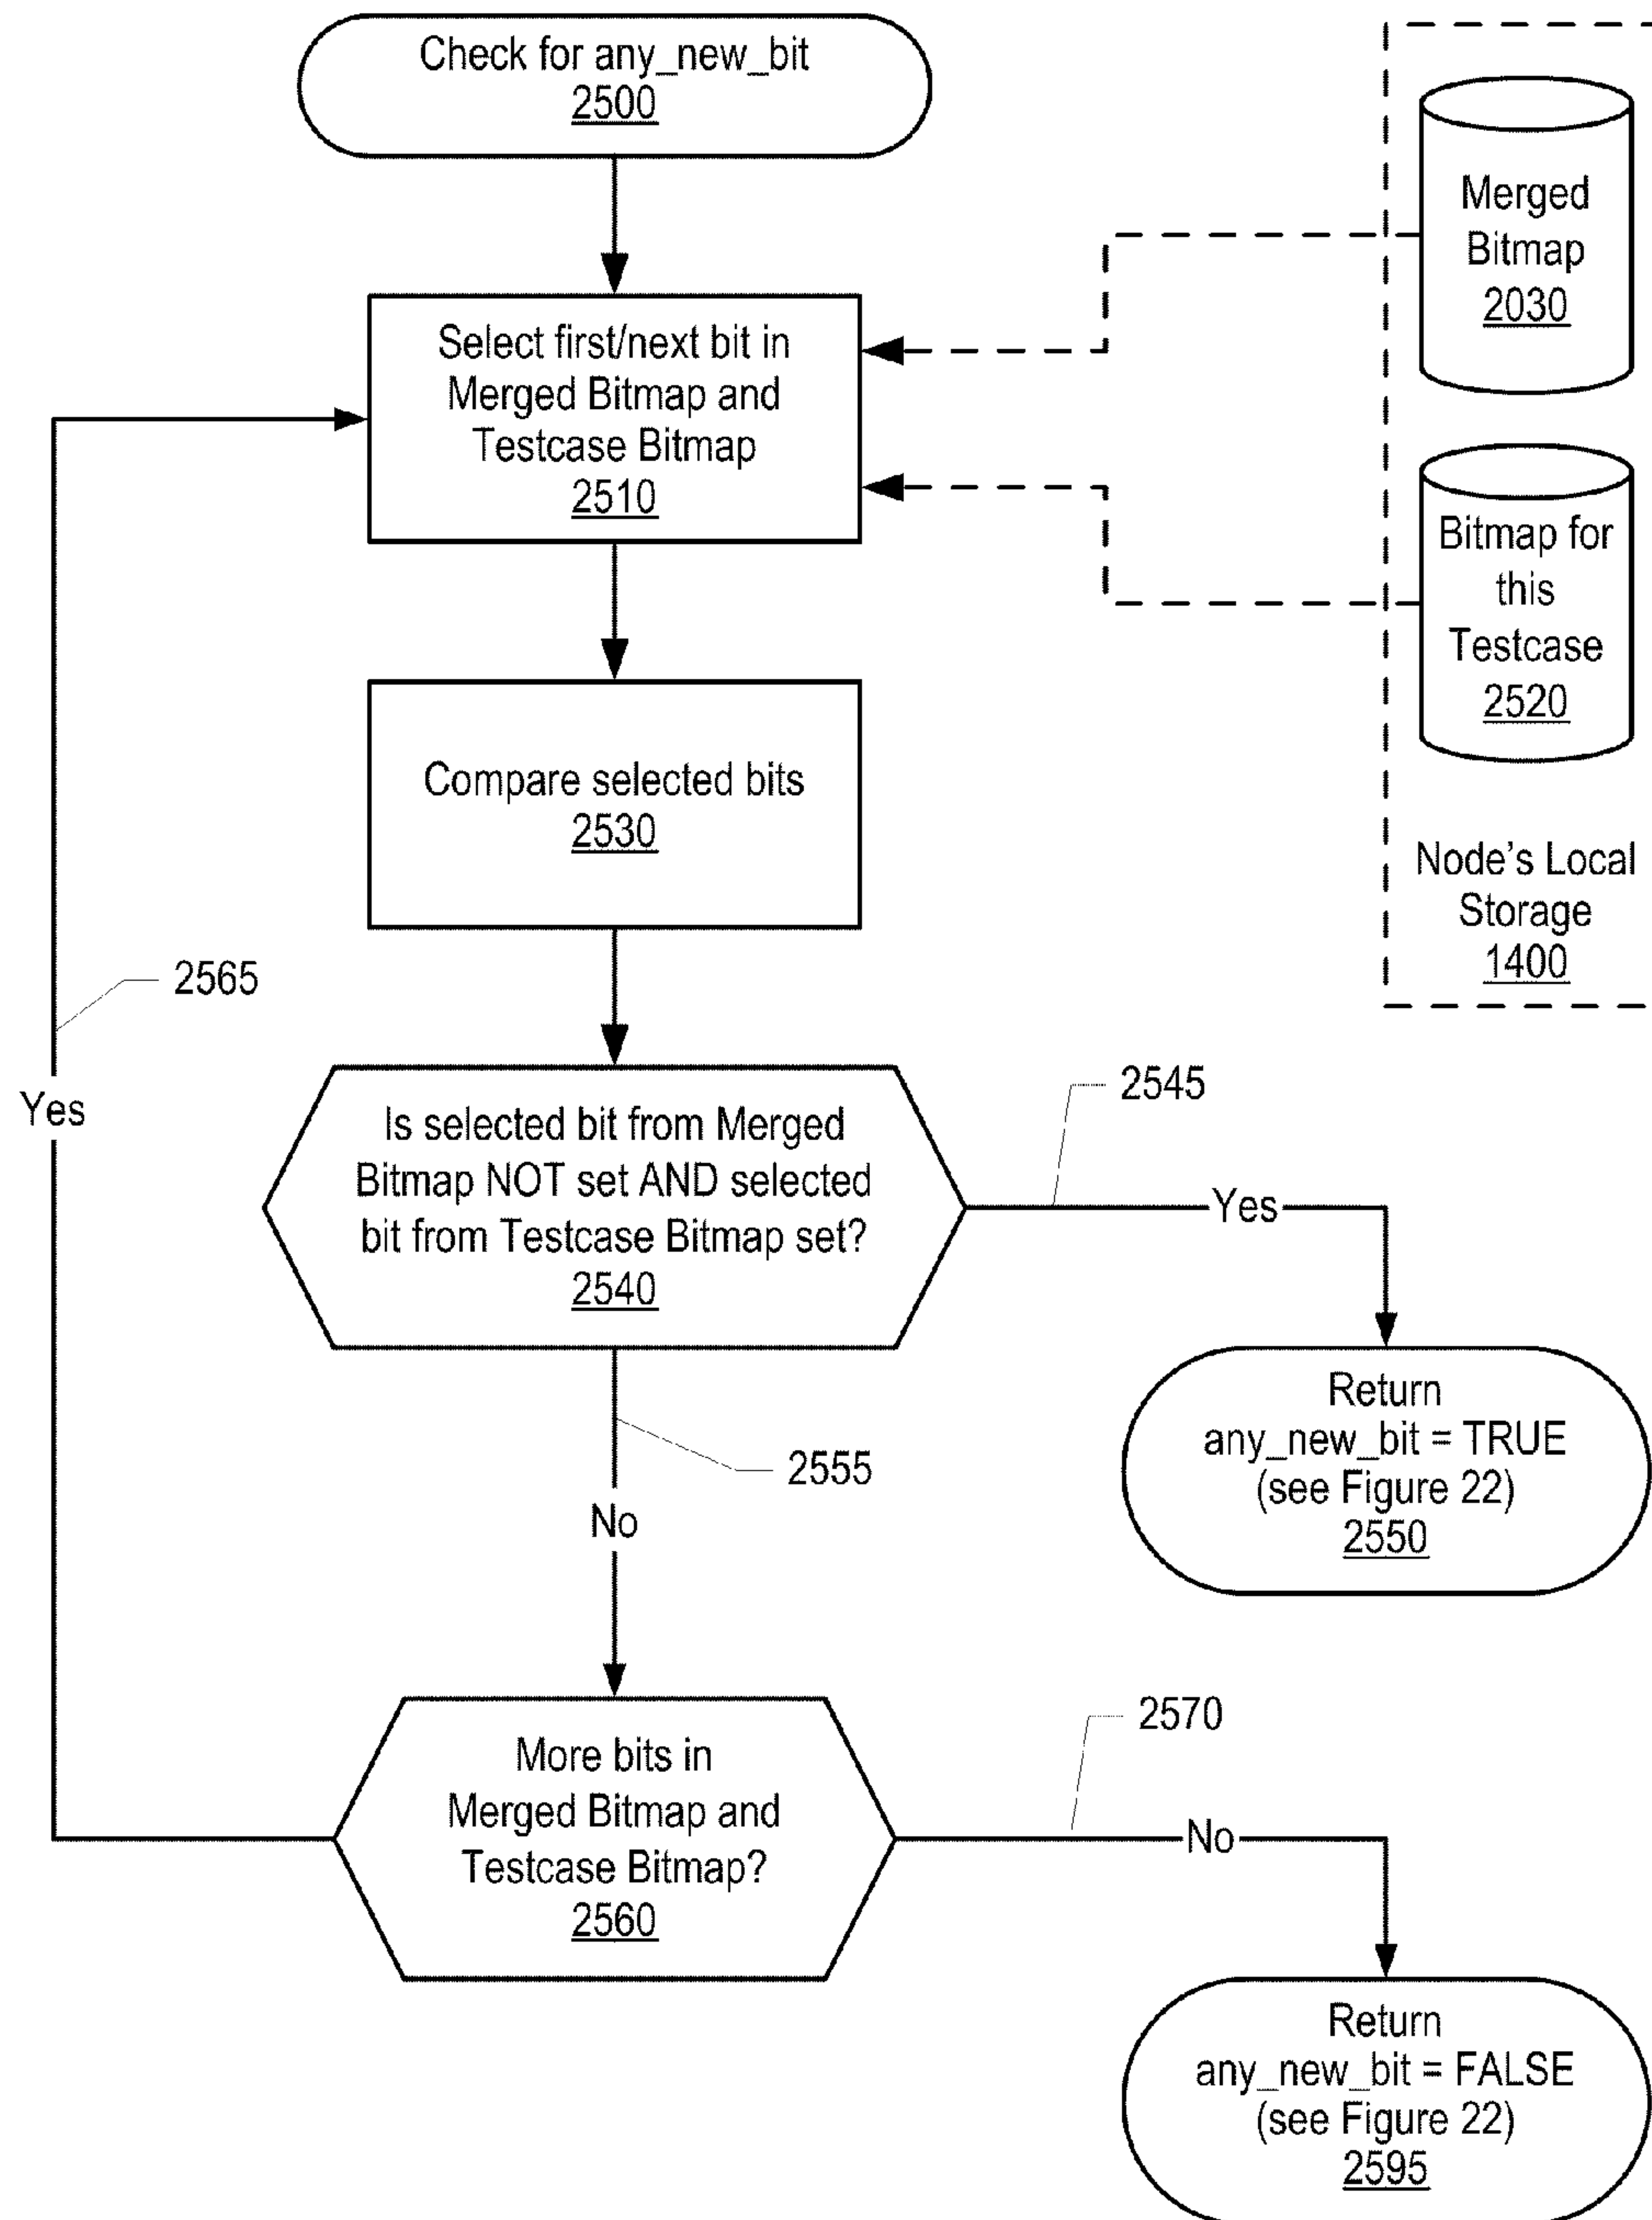 Check for any_new_bit
2500
Merged
Bitmap
2030
Select first/next bit in
Merged Bitmap and
Testcase Bitmap
2510
Bitmap for
this
Testcase
2520
Compare selected bits
2530
Node's Local
Storage
1400
2565
Yes
Is selected bit from Merged
Bitmap NOT set AND selected
bit from Testcase Bitmap set?
2540
2545
Yes
Return
any_new_bit = TRUE
(see Figure 22)
2550
2555
No
More bits in
Merged Bitmap and
Testcase Bitmap?
2560
2570
No
Return
any_new_bit = FALSE
(see Figure 22)
2595